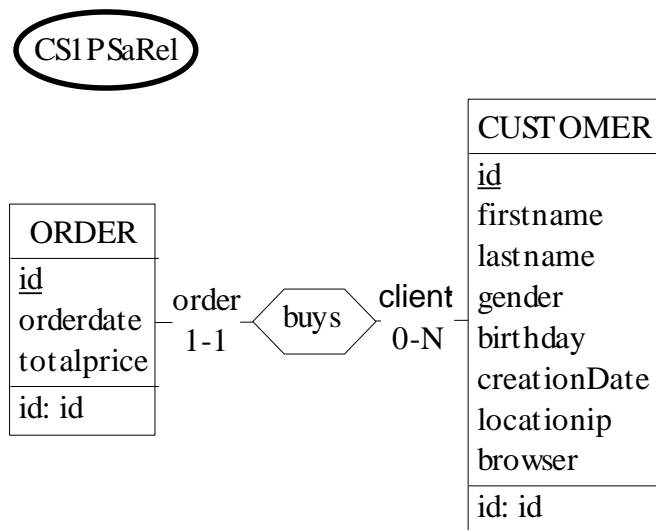 CS1PSaRel
ORDER
id
orderdate
totalprice
id: id
order
1-1
buys
client
0-N
CUSTOMER
id
firstname
lastname
gender
birthday
creationDate
locationip
browser
id: id